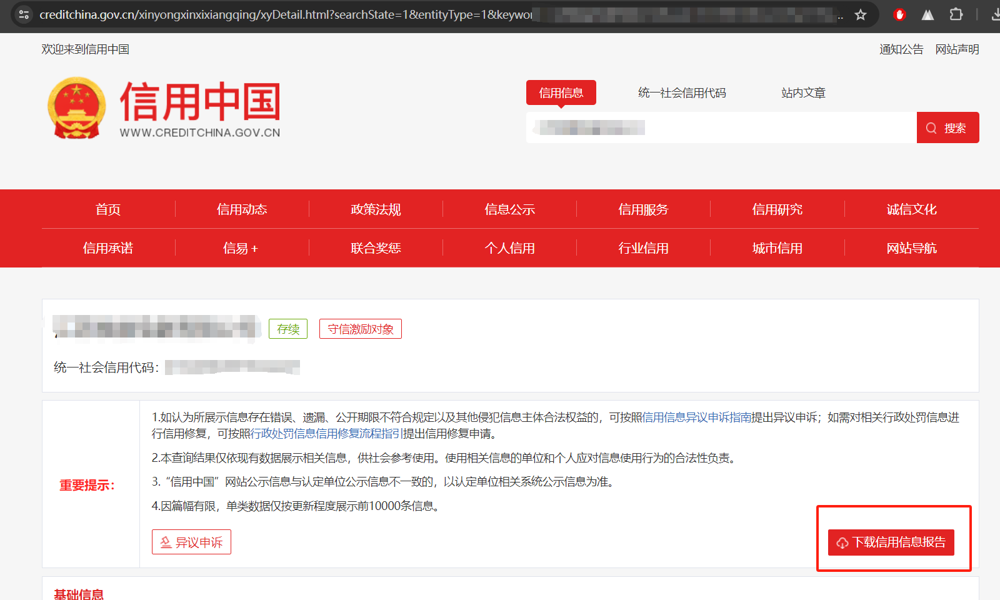 creditchina.gov.cn/xinyongxinxixiangqing/xyDetail.html?searchState=1&entityType=1&keywor
欢迎来到信用中国
通知公告 网站声明
信用中国
WWW.CREDITCHINA.GOV.CN
信用信息 统一社会信用代码 站内文章
搜索
首页 信用动态 政策法规 信息公示 信用服务 信用研究 诚信文化
信用承诺 信易+ 联合奖惩 个人信用 行业信用 城市信用 网站导航
存续 守信激励对象
统一社会信用代码：
重要提示：
1.如认为所展示信息存在错误、遗漏、公开期限不符合规定以及其他侵犯信息主体合法权益的，可按照信用信息异议申诉指南提出异议申诉；如需对相关行政处罚信息进
行信用修复，可按照行政处罚信息信用修复流程指引提出信用修复申请。
2.本查询结果仅依现有数据展示相关信息，供社会参考使用。使用相关信息的单位和个人应对信息使用行为的合法性负责。
3.“信用中国”网站公示信息与认定单位公示信息不一致的，以认定单位相关系统公示信息为准。
4.因篇幅有限，单类数据仅按更新程度展示前10000条信息。
异议申诉
下载信用信息报告
基础信息